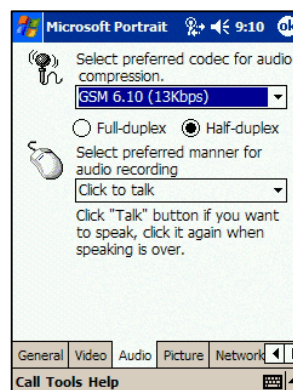 Microsoft Portrait 9:10 ok
Select preferred codec for audio
compression.
GSM 6.10 (13Kbps)
Full-duplex Half-duplex
Select preferred manner for
audio recording
Click to talk
Click "Talk" button if you want
to speak, click it again when
speaking is over.
General Video Audio Picture Network
Call Tools Help